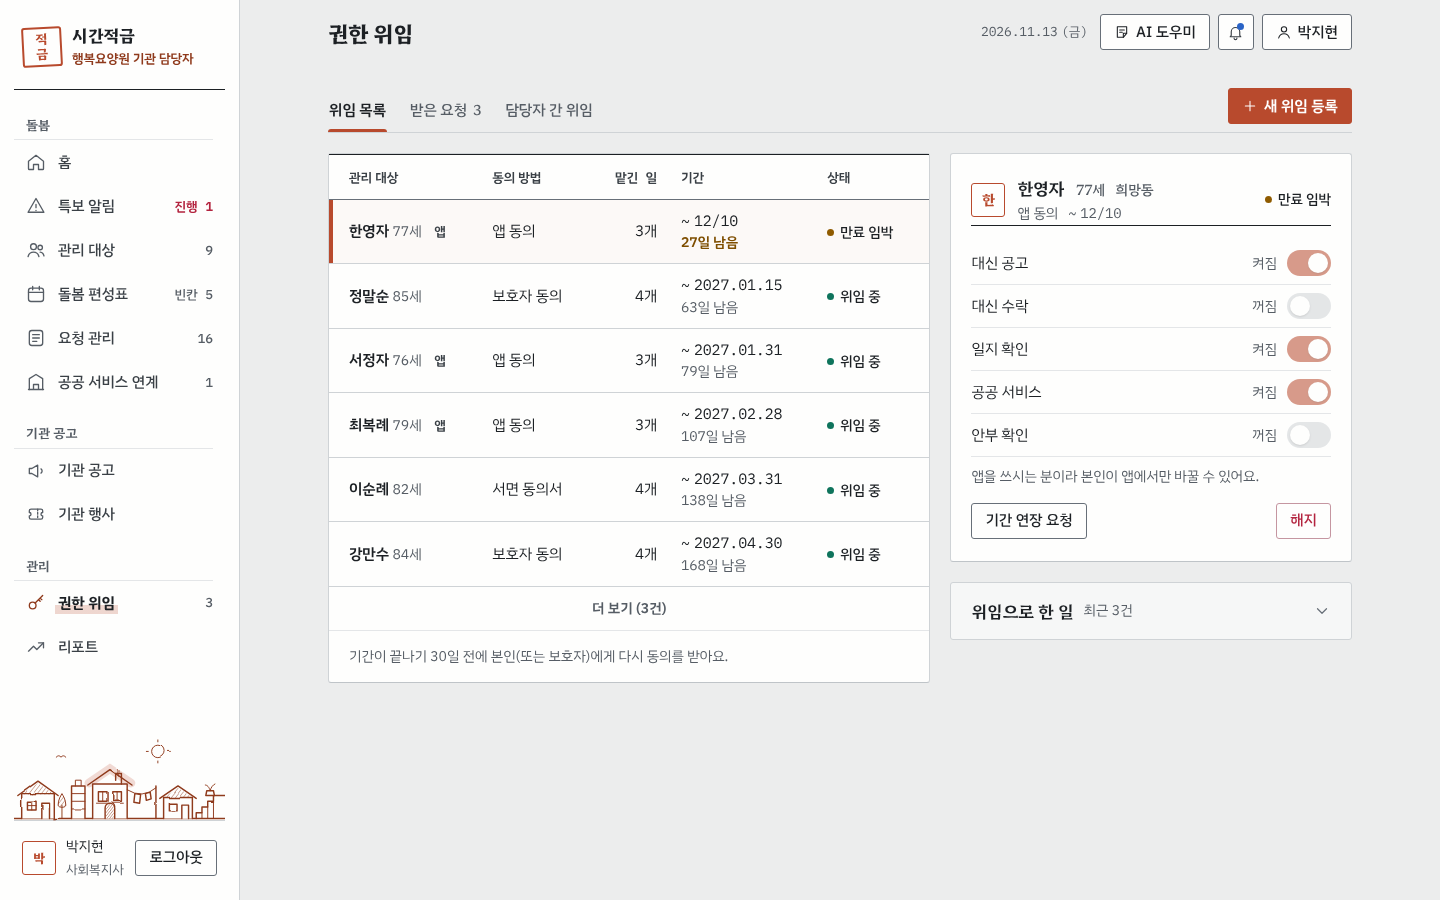 적금
시간적금
행복요양원 기관 담당자
돌봄
홈
특보 알림 진행 1
관리 대상 9
돌봄 편성표 빈칸 5
요청 관리 16
공공 서비스 연계 1
기관 공고
기관 공고
기관 행사
관리
권한 위임 3
리포트
박
박지현
사회복지사
로그아웃
권한 위임
2026.11.13 (금)
AI 도우미
박지현
위임 목록 받은 요청 3 담당자 간 위임
새 위임 등록
관리 대상 동의 방법 맡긴 일 기간 상태
한영자 77세 앱 앱 동의 3개 ~ 12/10 만료 임박
27일 남음
정말순 85세 보호자 동의 4개 ~ 2027.01.15 위임 중
63일 남음
서정자 76세 앱 앱 동의 3개 ~ 2027.01.31 위임 중
79일 남음
최복례 79세 앱 앱 동의 3개 ~ 2027.02.28 위임 중
107일 남음
이순례 82세 서면 동의서 4개 ~ 2027.03.31 위임 중
138일 남음
강만수 84세 보호자 동의 4개 ~ 2027.04.30 위임 중
168일 남음
더 보기 (3건)
기간이 끝나기 30일 전에 본인(또는 보호자)에게 다시 동의를 받아요.
한
한영자 77세 희망동
앱 동의 ~ 12/10
만료 임박
대신 공고 켜짐
대신 수락 꺼짐
일지 확인 켜짐
공공 서비스 켜짐
안부 확인 꺼짐
앱을 쓰시는 분이라 본인이 앱에서만 바꿀 수 있어요.
기간 연장 요청
해지
위임으로 한 일 최근 3건